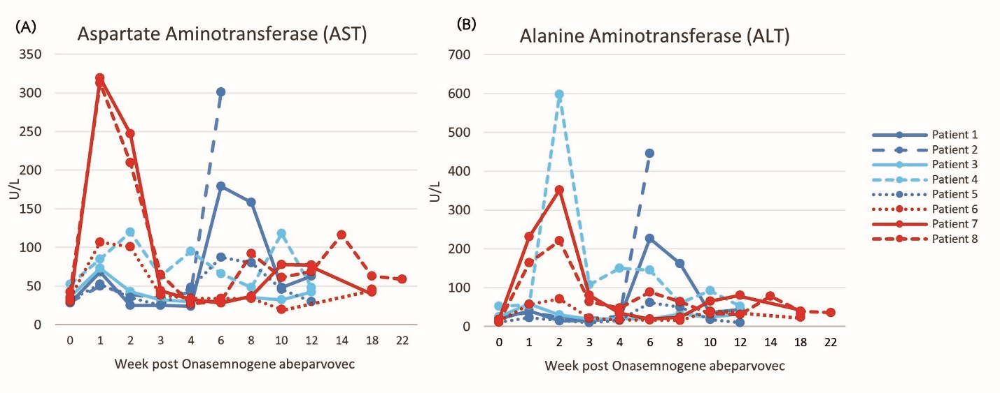 (A)
Aspartate Aminotransferase (AST)
350
300
250
200
150
100
50
0
U/L
0 1 2 3 4 6 8 10 12 14 18 22
Week post Onasemnogene abeparvovec
(B)
Alanine Aminotransferase (ALT)
700
600
500
400
300
200
100
0
U/L
0 1 2 3 4 6 8 10 12 14 18 22
Week post Onasemnogene abeparvovec
Patient 1
Patient 2
Patient 3
Patient 4
Patient 5
Patient 6
Patient 7
Patient 8